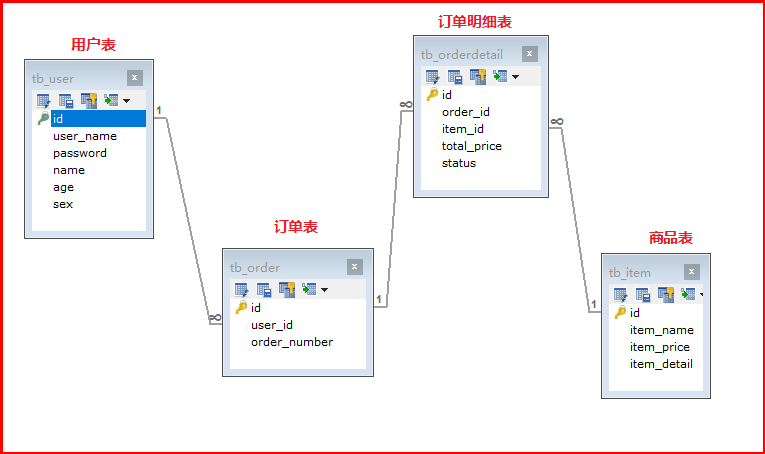 用户表
tb_user
id
user_name
password
name
age
sex
1
∞
订单表
tb_order
id
user_id
order_number
1
∞
订单明细表
tb_orderdetail
id
order_id
item_id
total_price
status
∞
1
商品表
tb_item
id
item_name
item_price
item_detail